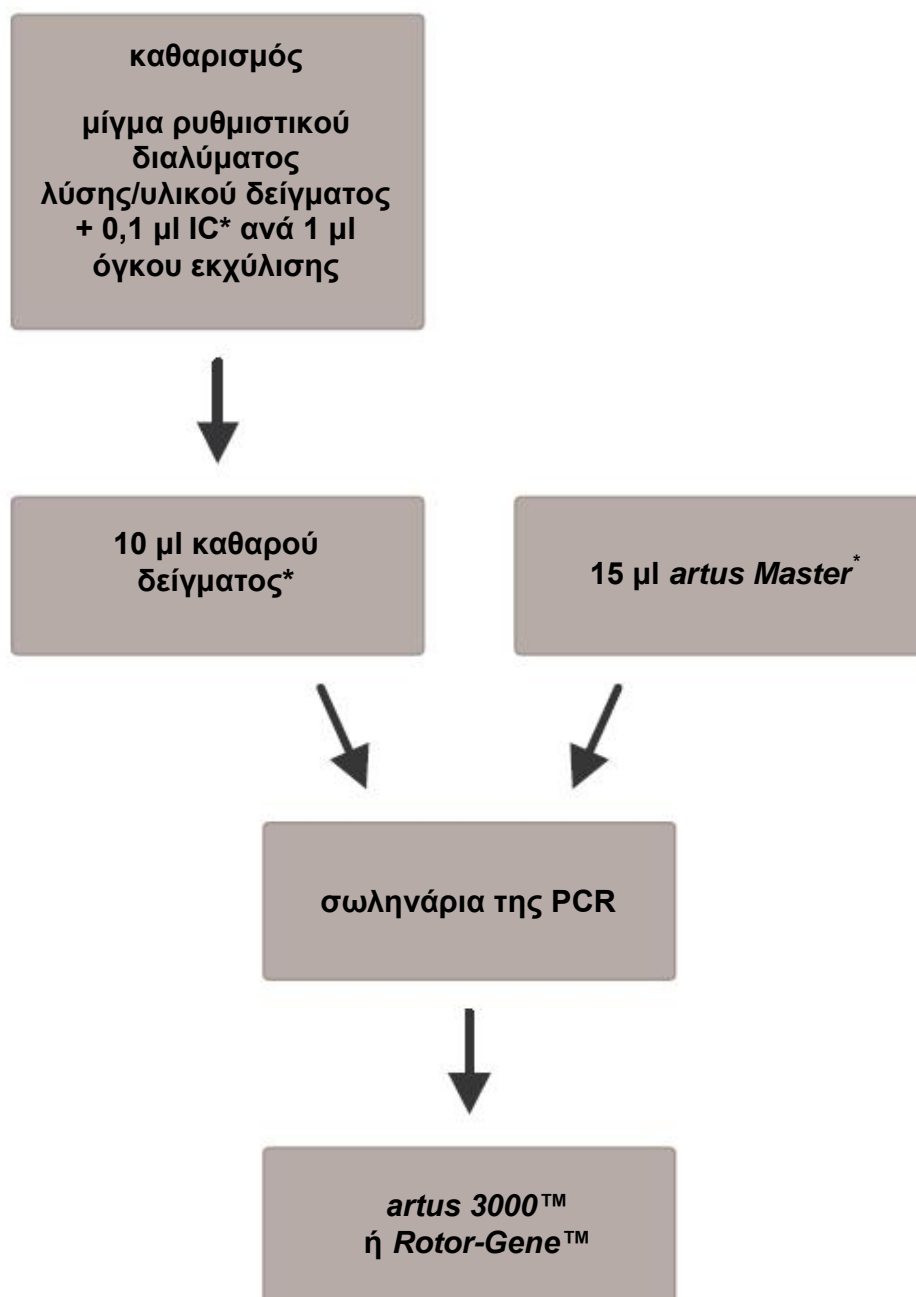 καθαρισμός
μίγμα ρυθμιστικού
διαλύματος
λύσης/υλικού δείγματος
+ 0,1 µl IC* ανά 1 µl
όγκου εκχύλισης
10 µl καθαρού
δείγματος*
15 µl artus Master*
σωληνάρια της PCR
artus 3000™
ή Rotor-Gene™